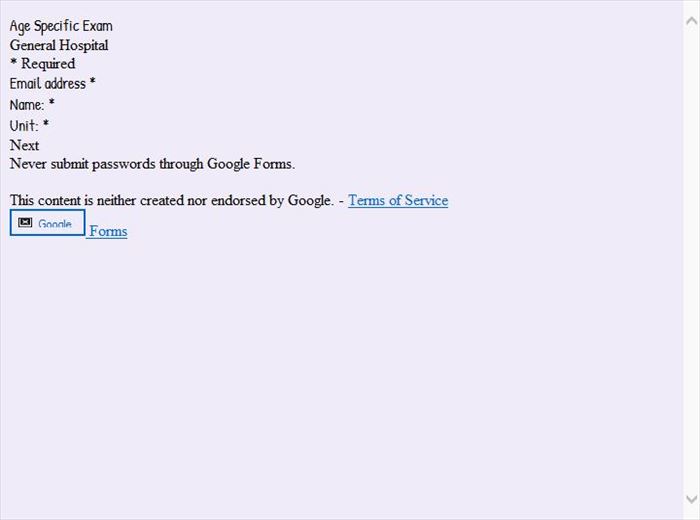 Age Specific Exam
General Hospital
* Required
Email address *
Name: *
Unit: *
Next
Never submit passwords through Google Forms.
This content is neither created nor endorsed by Google. - Terms of Service
Google Forms